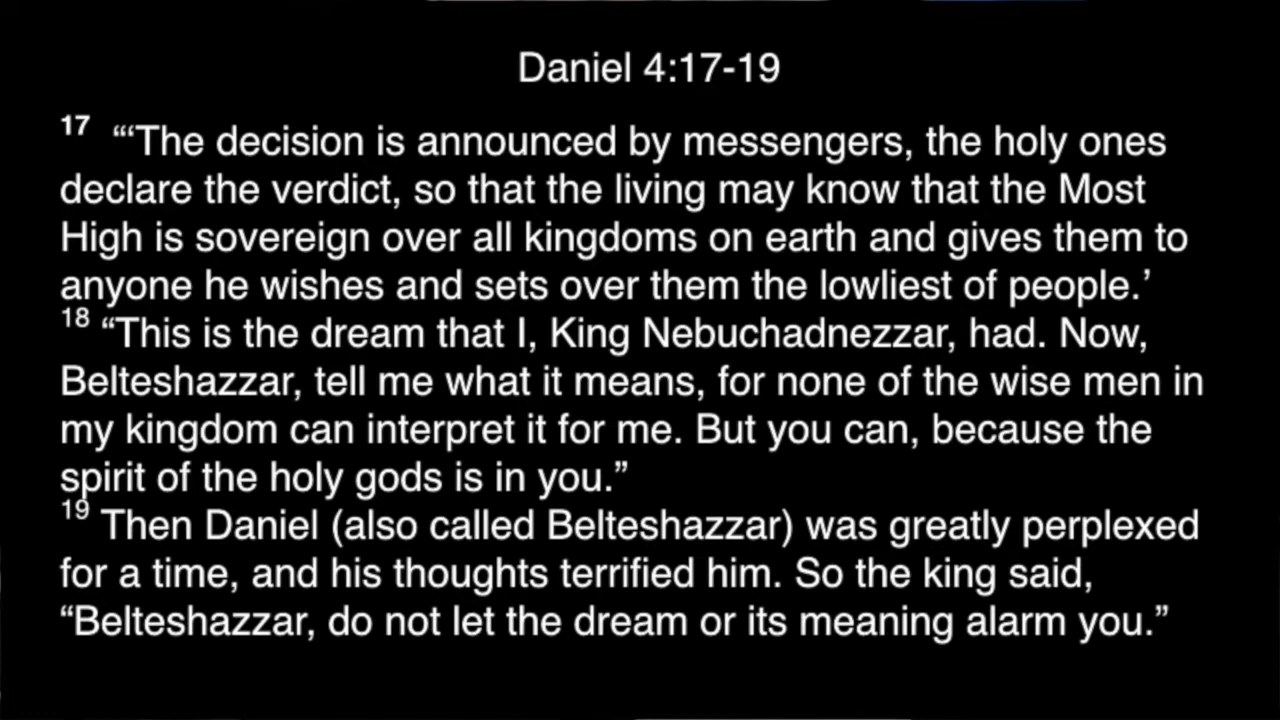 Daniel 4:17-19
17 “‘The decision is announced by messengers, the holy ones
declare the verdict, so that the living may know that the Most
High is sovereign over all kingdoms on earth and gives them to
anyone he wishes and sets over them the lowliest of people.’
18 “This is the dream that I, King Nebuchadnezzar, had. Now,
Belteshazzar, tell me what it means, for none of the wise men in
my kingdom can interpret it for me. But you can, because the
spirit of the holy gods is in you.”
19 Then Daniel (also called Belteshazzar) was greatly perplexed
for a time, and his thoughts terrified him. So the king said,
“Belteshazzar, do not let the dream or its meaning alarm you.”